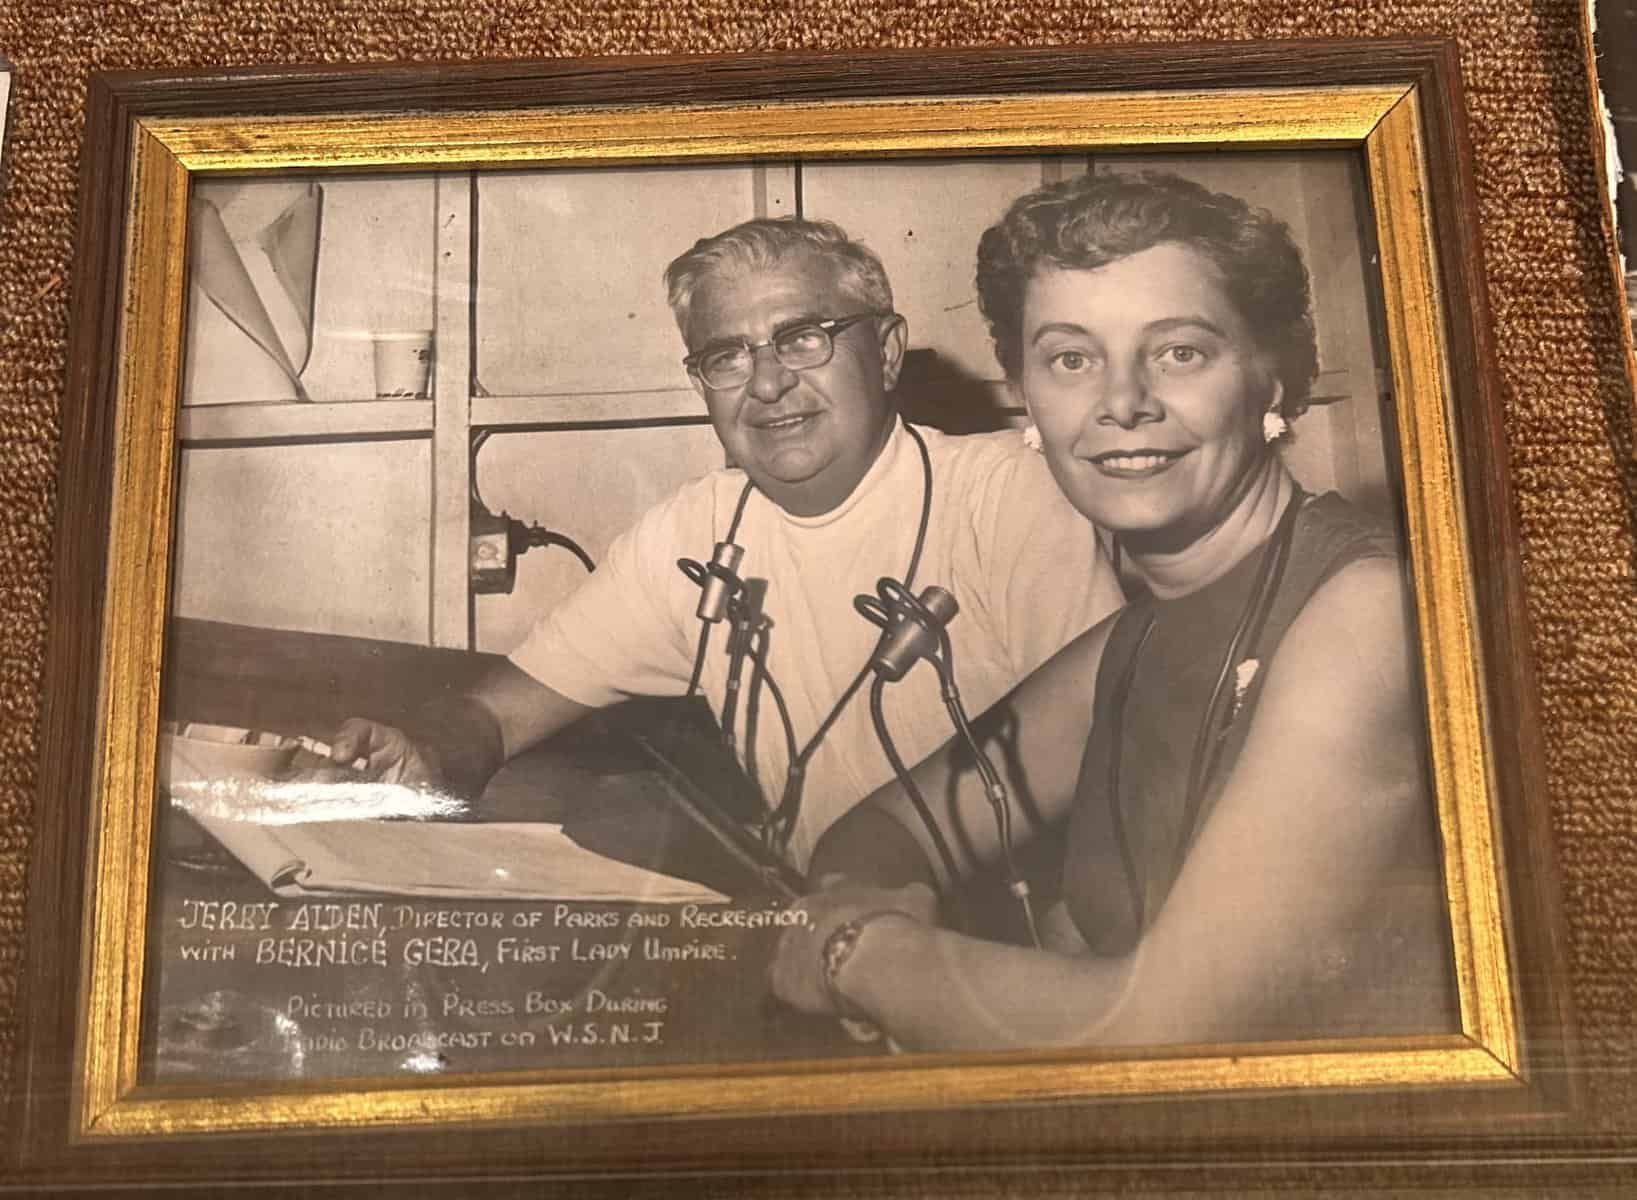 JERRY ALDEN, DIRECTOR OF PARKS AND RECREATION,
WITH BERNICE GERA, FIRST LADY UMPIRE.
PICTURED in PRESS BOX DURING
RADIO BROADCAST on W.S.N.J.